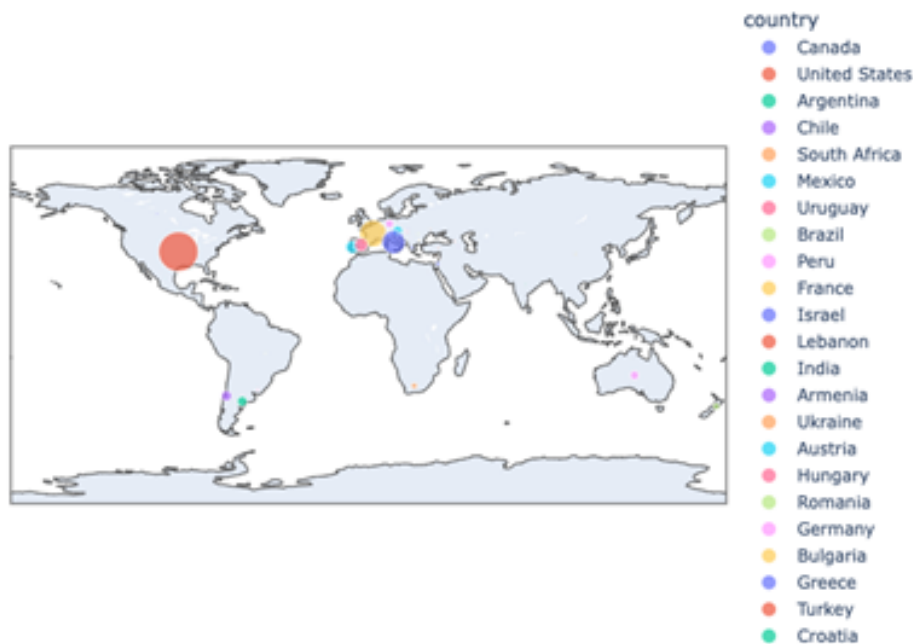 country
Canada
United States
Argentina
Chile
South Africa
Mexico
Uruguay
Brazil
Peru
France
Israel
Lebanon
India
Armenia
Ukraine
Austria
Hungary
Romania
Germany
Bulgaria
Greece
Turkey
Croatia